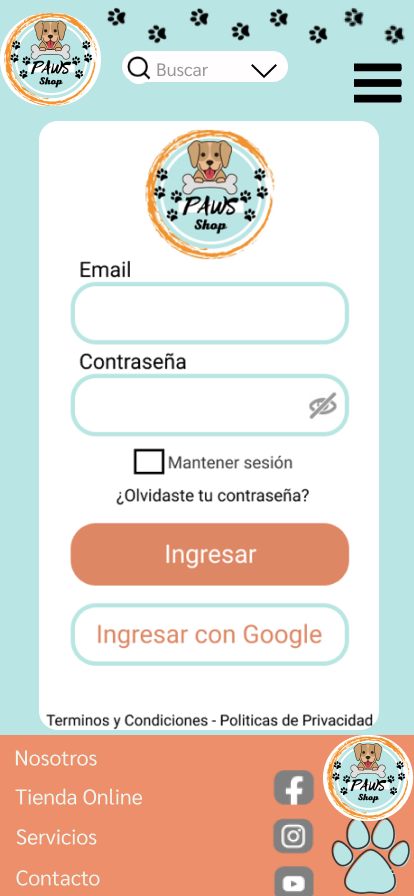 PAWS
Shop
Buscar
PAWS
Shop
Email
Contraseña
Mantener sesión
¿Olvidaste tu contraseña?
Ingresar
Ingresar con Google
Terminos y Condiciones - Politicas de Privacidad
Nosotros
Tienda Online
Servicios
Contacto
PAWS
Shop